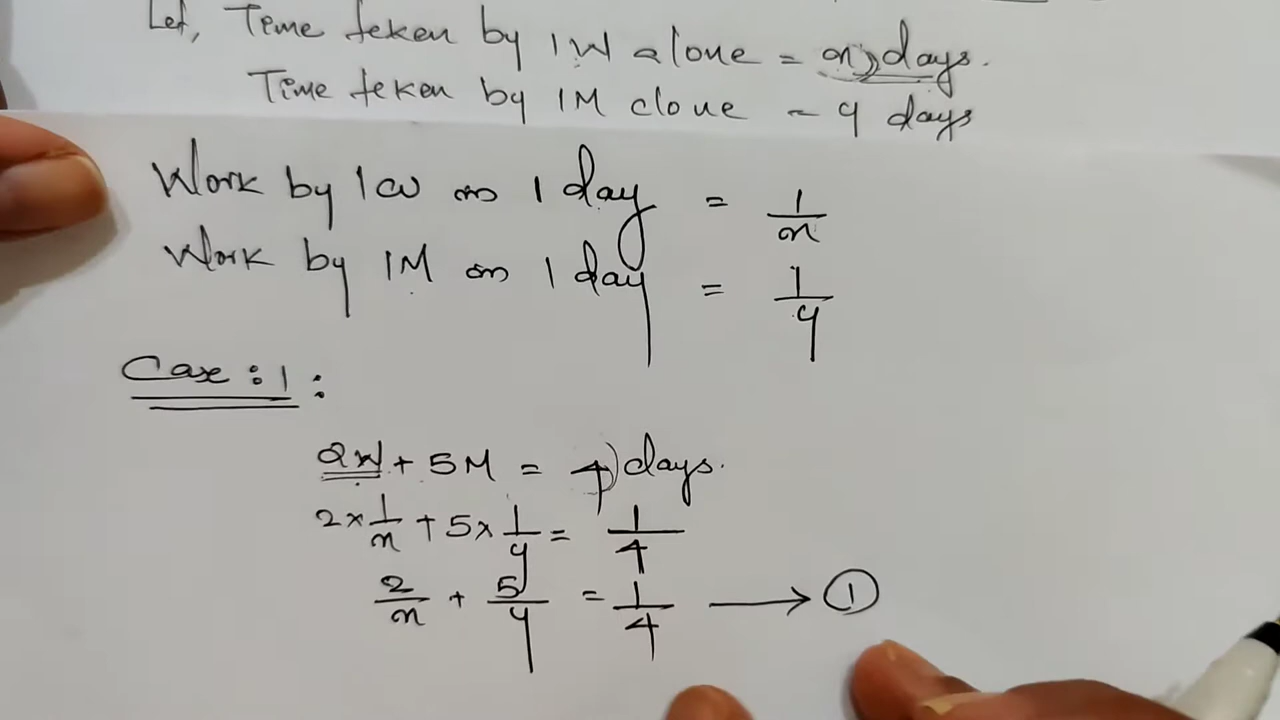 Let, Time teken by 1W alone = x days.
Time teken by 1M alone = y days
Work by 1W in 1 day = 1/x
Work by 1M in 1 day = 1/y
Case : 1 :
2W + 5M = 4 days.
2 × 1/x + 5 × 1/y = 1/4
2/x + 5/y = 1/4 → ①